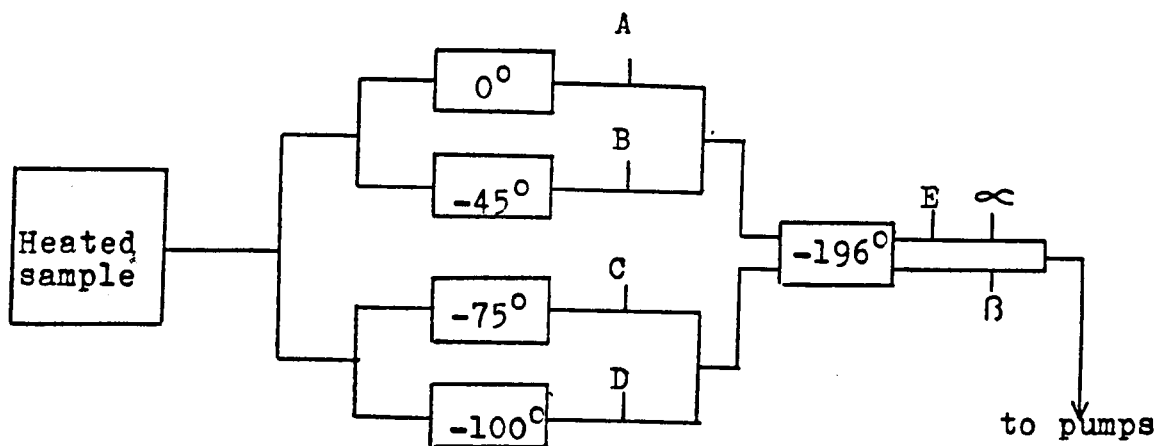 A
0°
B
-45°
E
∝
Heated
sample
-196°
C
-75°
β
D
-100°
to pumps